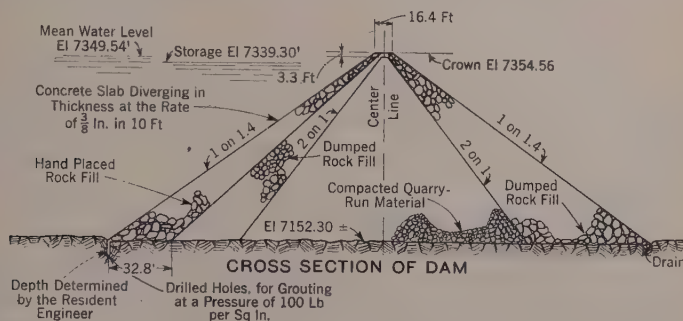 16.4 Ft
Mean Water Level
El 7349.54'
Storage El 7339.30'
3.3 Ft
Crown El 7354.56
Concrete Slab Diverging in
Thickness at the Rate
of 3/8 In. in 10 Ft
Center
Line
1 on 1.4
2 on 1
2 on 1
1 on 1.4
Hand Placed
Rock Fill
Dumped
Rock Fill
Compacted Quarry-
Run Material
Dumped
Rock Fill
El 7152.30 ±
32.8'
CROSS SECTION OF DAM
Drain
Depth Determined
by the Resident
Engineer
Drilled Holes, for Grouting
at a Pressure of 100 Lb
per Sq In.